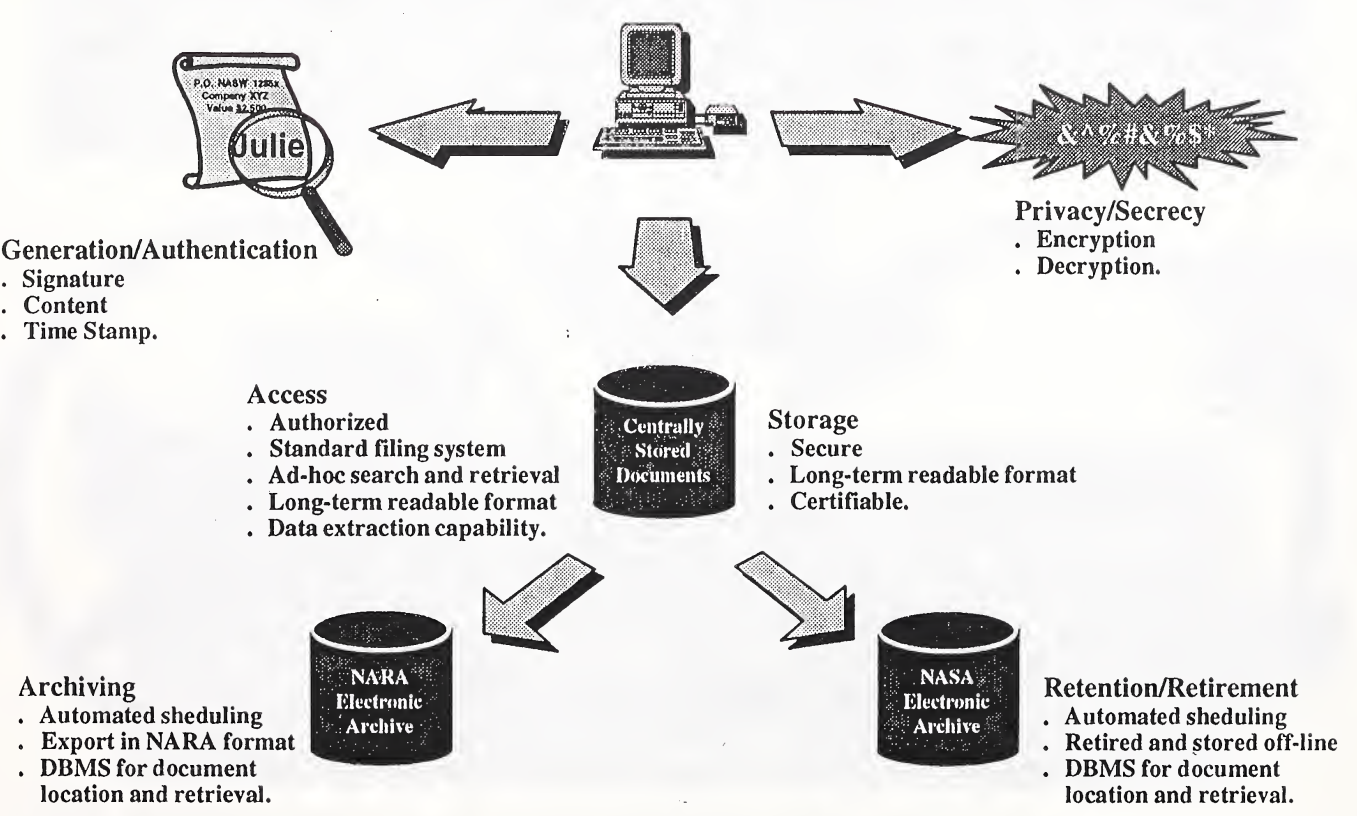 P.O. NASW 1235x
Company XYZ
Value $2,500
Julie
&^%#&%$*
Privacy/Secrecy
. Encryption
. Decryption.
Generation/Authentication
. Signature
. Content
. Time Stamp.
Access
. Authorized
. Standard filing system
. Ad-hoc search and retrieval
. Long-term readable format
. Data extraction capability.
Centrally
Stored
Documents
Storage
. Secure
. Long-term readable format
. Certifiable.
Archiving
. Automated sheduling
. Export in NARA format
. DBMS for document
location and retrieval.
NARA
Electronic
Archive
NASA
Electronic
Archive
Retention/Retirement
. Automated sheduling
. Retired and stored off-line
. DBMS for document
location and retrieval.